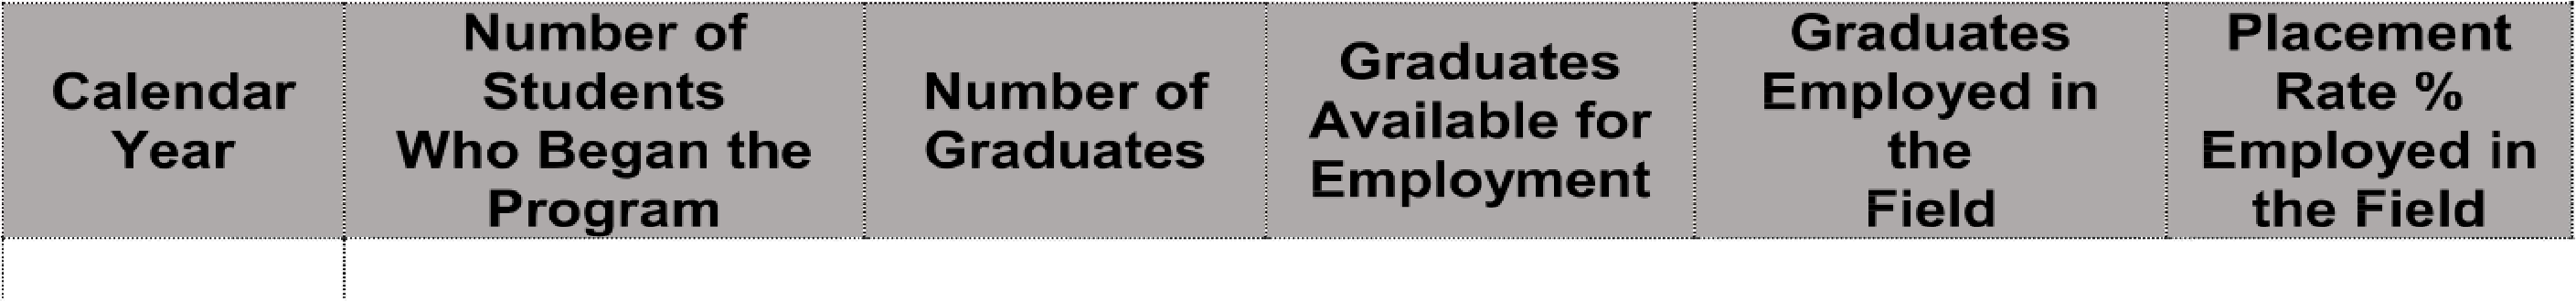 Calendar
Year
Number of
Students
Who Began the
Program
Number of
Graduates
Graduates
Available for
Employment
Graduates
Employed in
the
Field
Placement
Rate %
Employed in
the Field